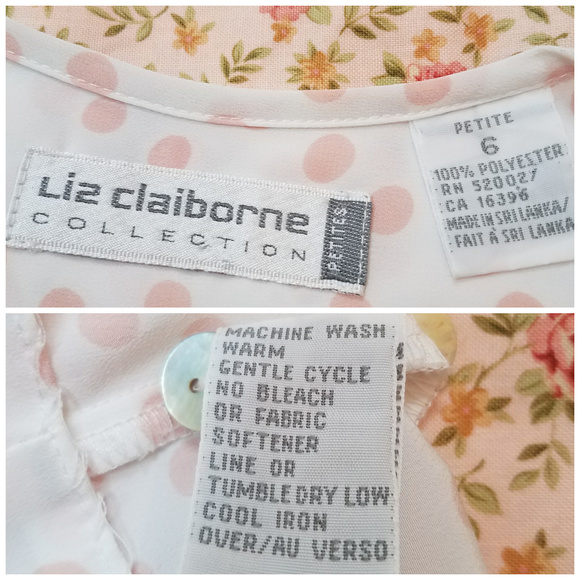 Liz claiborne
COLLECTION
PETITES
PETITE
6
100% POLYESTER
RN 52002/
CA 16396
MADE IN SRI LANKA/
FAIT À SRI LANKA
MACHINE WASH
WARM
GENTLE CYCLE
NO BLEACH
OR FABRIC
SOFTENER
LINE OR
TUMBLE DRY LOW
COOL IRON
OVER/AU VERSO